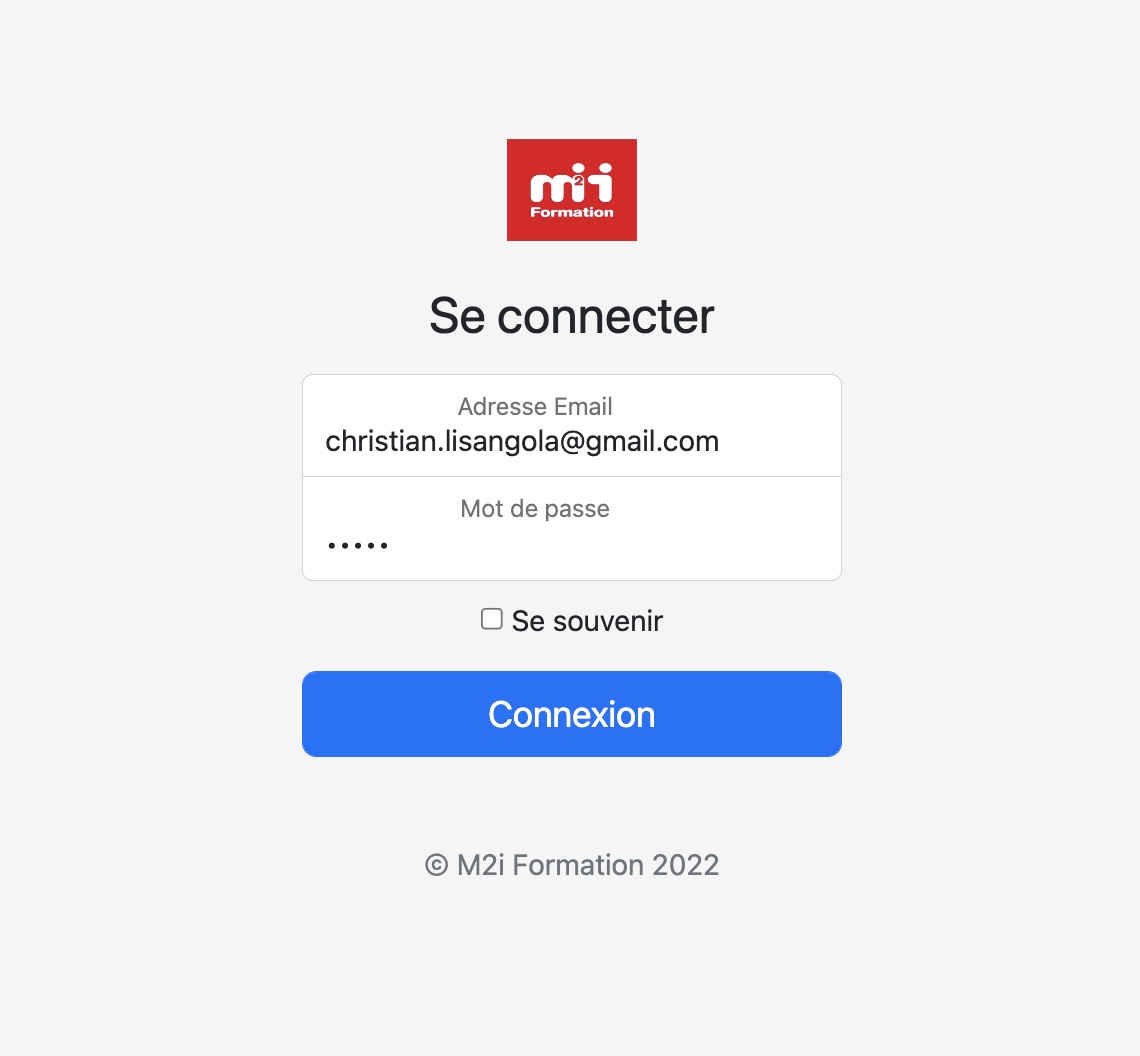 m2i
Formation
Se connecter
Adresse Email
christian.lisangola@gmail.com
Mot de passe
•••••
Se souvenir
Connexion
© M2i Formation 2022